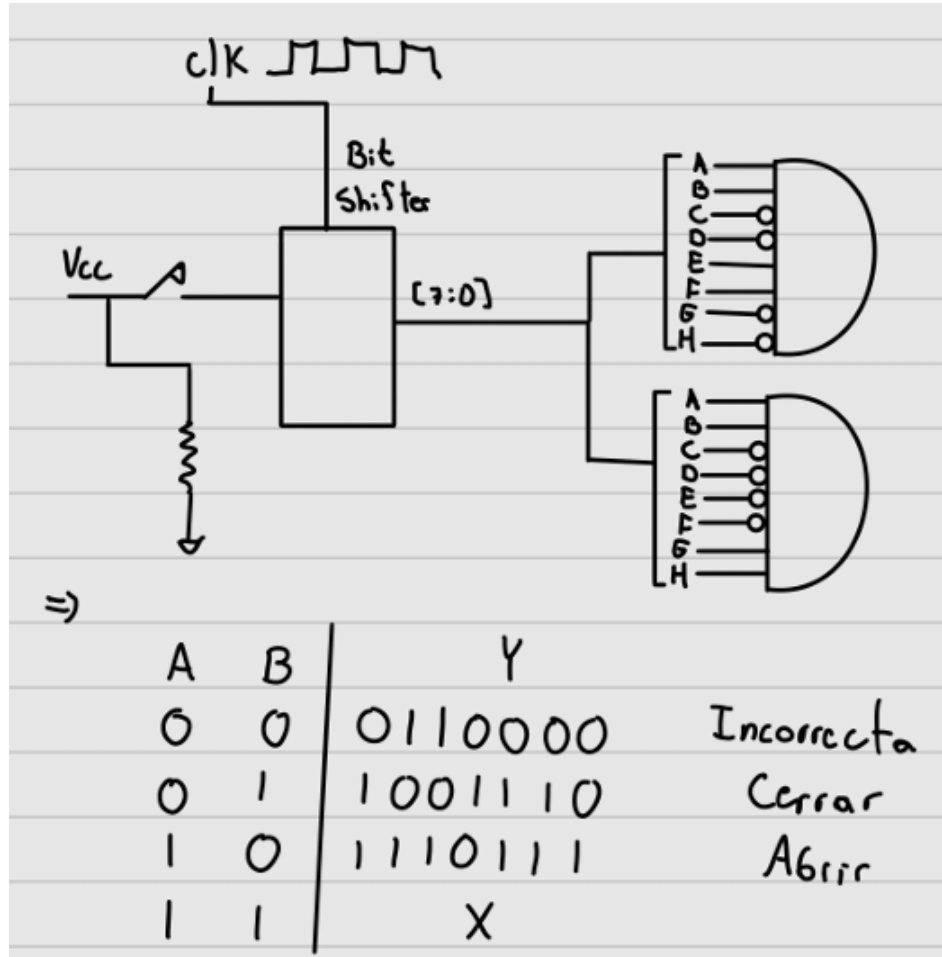 clk
Bit
Shifter
Vcc
[7:0]
A
B
C
D
E
F
G
H
A
B
C
D
E
F
G
H
=>
A B Y
0 0 0110000 Incorrecta
0 1 1001110 Cerrar
1 0 1110111 Abrir
1 1 X